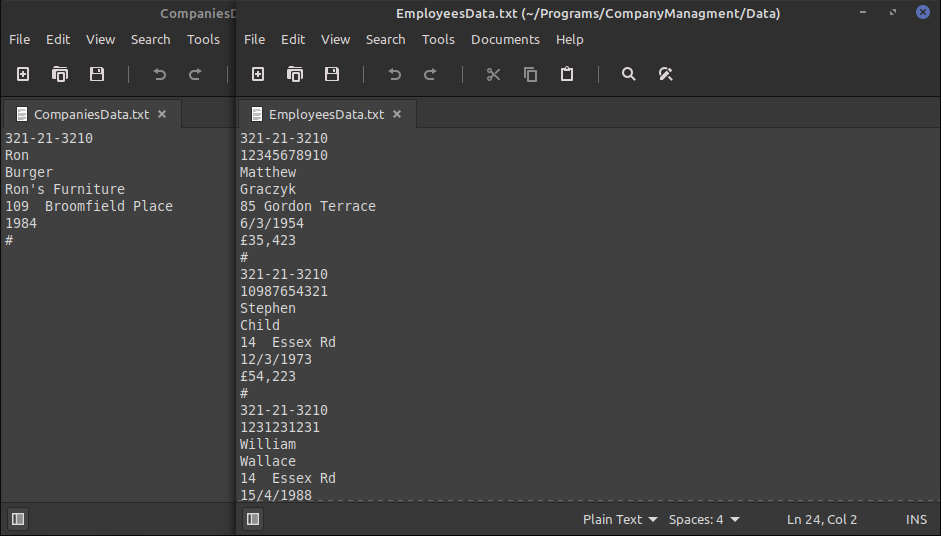 CompaniesD
File Edit View Search Tools
CompaniesData.txt ×
321-21-3210
Ron
Burger
Ron's Furniture
109  Broomfield Place
1984
#
EmployeesData.txt (~/Programs/CompanyManagment/Data)
File Edit View Search Tools Documents Help
EmployeesData.txt ×
321-21-3210
12345678910
Matthew
Graczyk
85 Gordon Terrace
6/3/1954
£35,423
#
321-21-3210
10987654321
Stephen
Child
14  Essex Rd
12/3/1973
£54,223
#
321-21-3210
1231231231
William
Wallace
14  Essex Rd
15/4/1988
Plain Text Spaces: 4 Ln 24, Col 2 INS